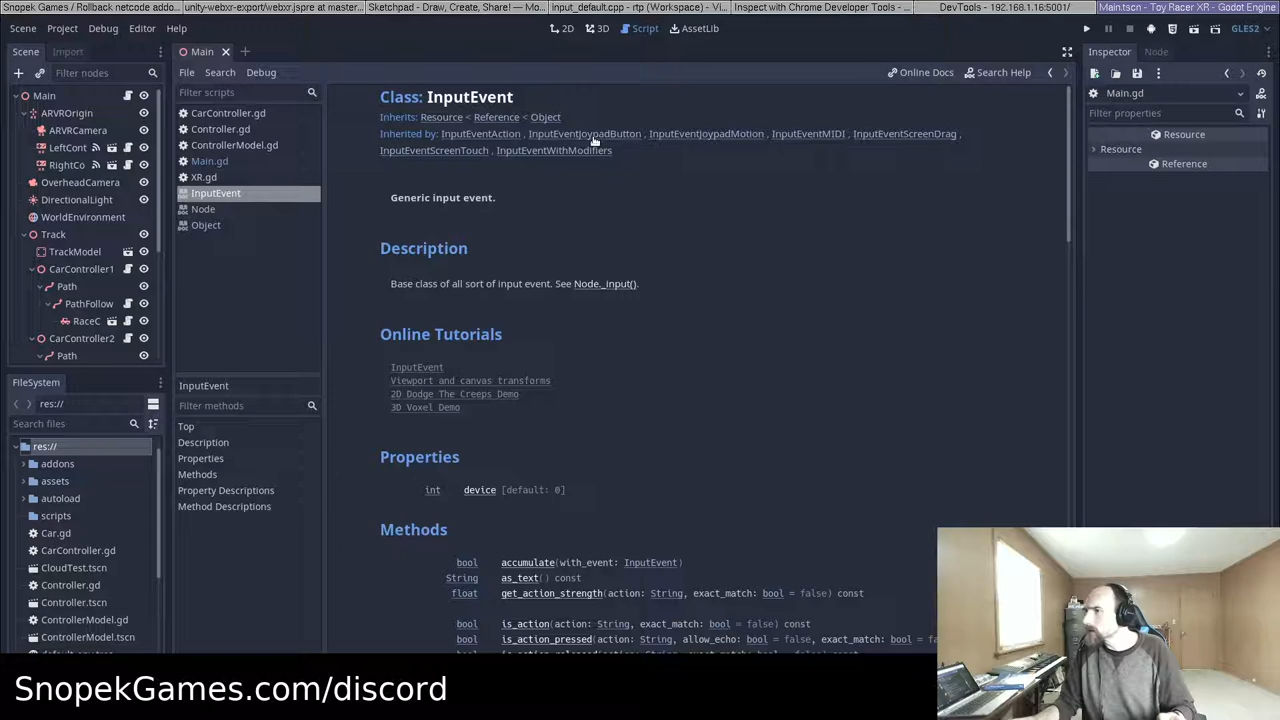 Snopek Games / Rollback netcode addo...
unity-webxr-export/webxr.jspre at master...
Sketchpad - Draw, Create, Share! — Mo...
input_default.cpp - rtp (Workspace) - Vi...
Inspect with Chrome Developer Tools - ...
DevTools - 192.168.1.16:5001/
Main.tscn - Toy Racer XR - Godot Engine
Scene Project Debug Editor Help
2D 3D Script AssetLib
GLES2
Scene Import
Main
Inspector Node
Filter nodes
File Search Debug
Online Docs Search Help
Main
ARVROrigin
ARVRCamera
LeftCont
RightCo
OverheadCamera
DirectionalLight
WorldEnvironment
Track
TrackModel
CarController1
Path
PathFollow
RaceC
CarController2
Path
FileSystem
res://
Search files
res://
addons
assets
autoload
scripts
Car.gd
CarController.gd
CloudTest.tscn
Controller.gd
Controller.tscn
ControllerModel.gd
ControllerModel.tscn
Filter scripts
CarController.gd
Controller.gd
ControllerModel.gd
Main.gd
XR.gd
InputEvent
Node
Object
InputEvent
Filter methods
Top
Description
Properties
Methods
Property Descriptions
Method Descriptions
Class: InputEvent
Inherits: Resource < Reference < Object
Inherited by: InputEventAction , InputEventJoypadButton , InputEventJoypadMotion , InputEventMIDI , InputEventScreenDrag ,
InputEventScreenTouch , InputEventWithModifiers
Generic input event.
Description
Base class of all sort of input event. See Node._input().
Online Tutorials
InputEvent
Viewport and canvas transforms
2D Dodge The Creeps Demo
3D Voxel Demo
Properties
int device [default: 0]
Methods
bool accumulate(with_event: InputEvent)
String as_text() const
float get_action_strength(action: String, exact_match: bool = false) const
bool is_action(action: String, exact_match: bool = false) const
bool is_action_pressed(action: String, allow_echo: bool = false, exact_match: bool = fa
Main.gd
Filter properties
Resource
Resource
Reference
SnopekGames.com/discord